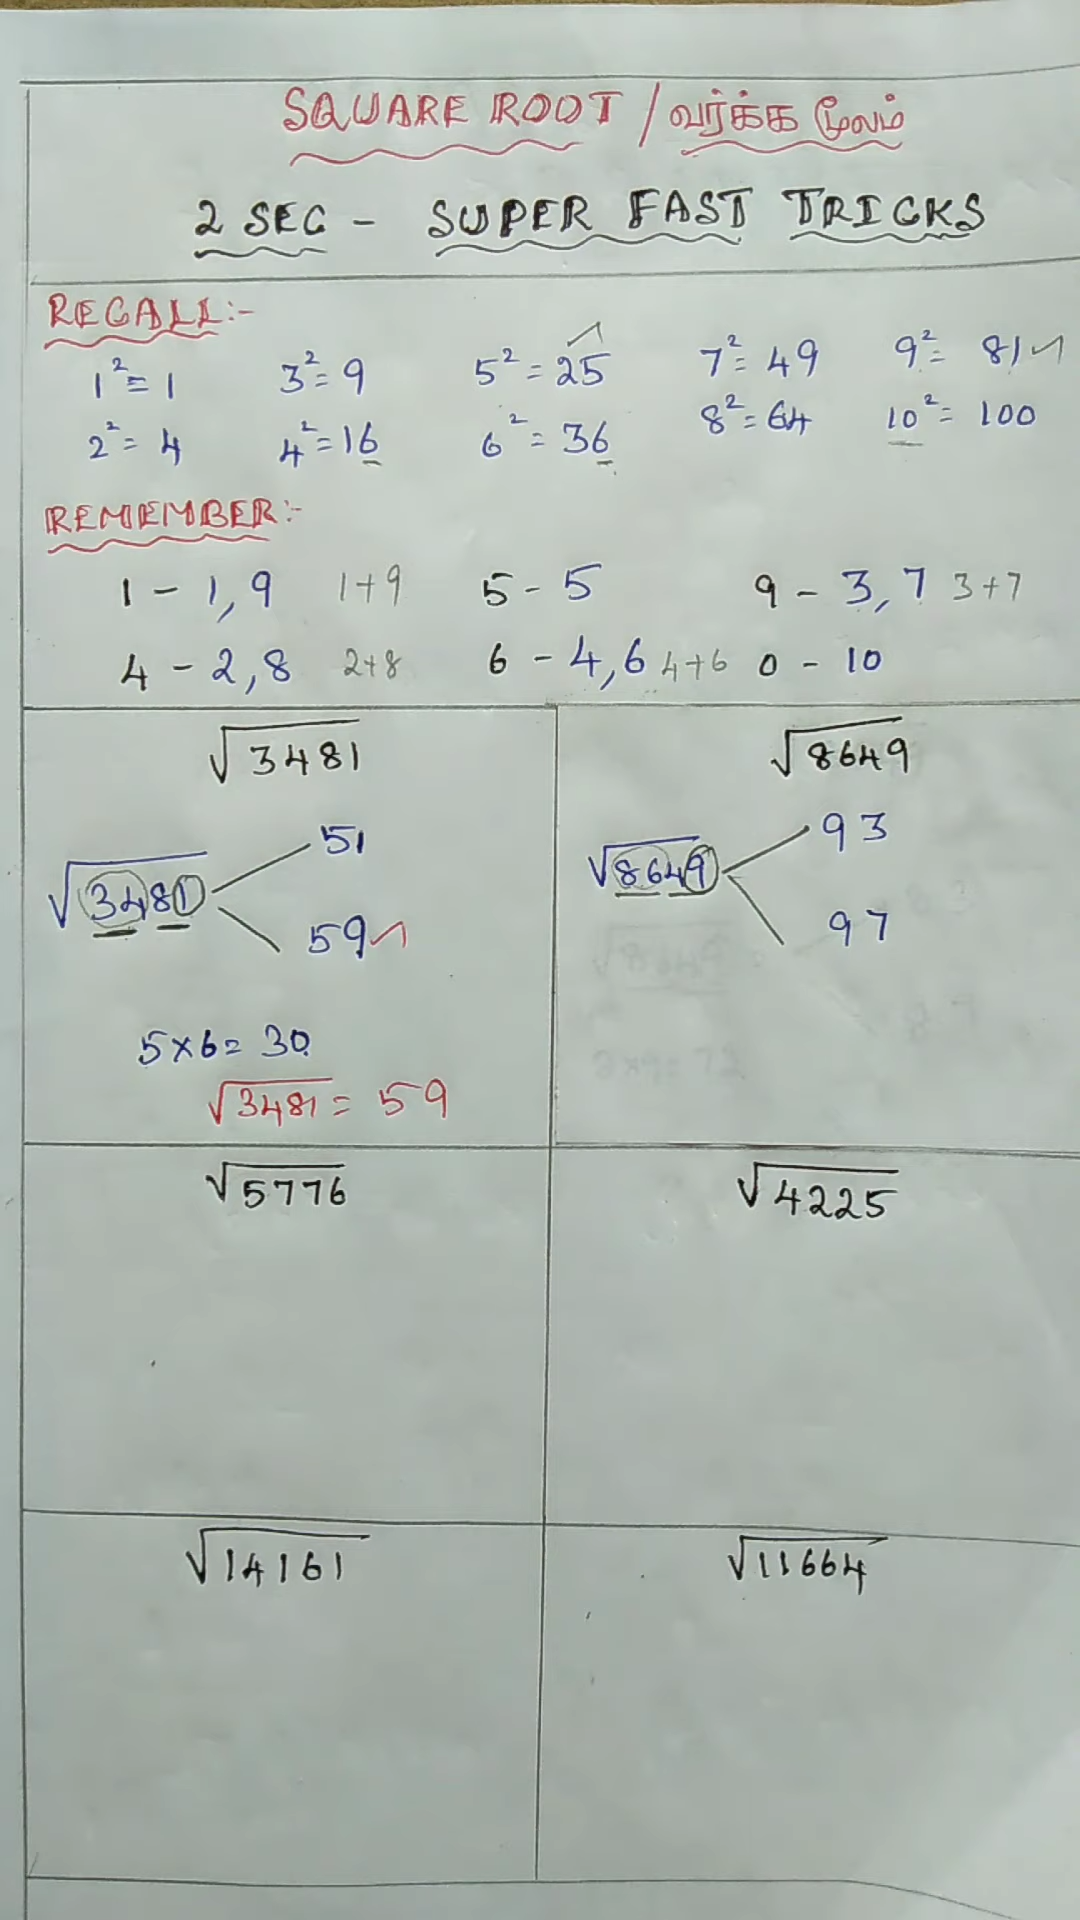 SQUARE ROOT / வர்க்க மூலம்
2 SEC - SUPER FAST TRICKS
RECALL:-
1² = 1 3² = 9 5² = 25 7² = 49 9² = 81
2² = 4 4² = 16 6² = 36 8² = 64 10² = 100
REMEMBER:-
1 - 1, 9 1+9 5 - 5 9 - 3, 7 3+7
4 - 2, 8 2+8 6 - 4, 6 4+6 0 - 10
√3481
√3481
51
59
5×6= 30
√3481 = 59
√8649
√8649
93
97
√5776
√4225
√14161
√11664